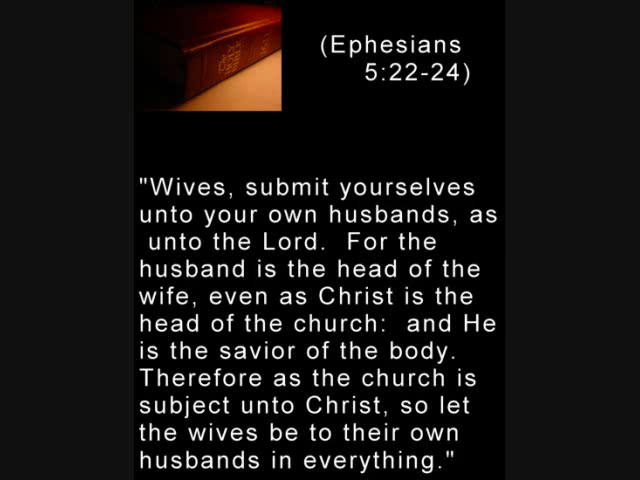 HOLY
BIBLE
(Ephesians
5:22-24)
"Wives, submit yourselves
unto your own husbands, as
unto the Lord.  For the
husband is the head of the
wife, even as Christ is the
head of the church:  and He
is the savior of the body.
Therefore as the church is
subject unto Christ, so let
the wives be to their own
husbands in everything."